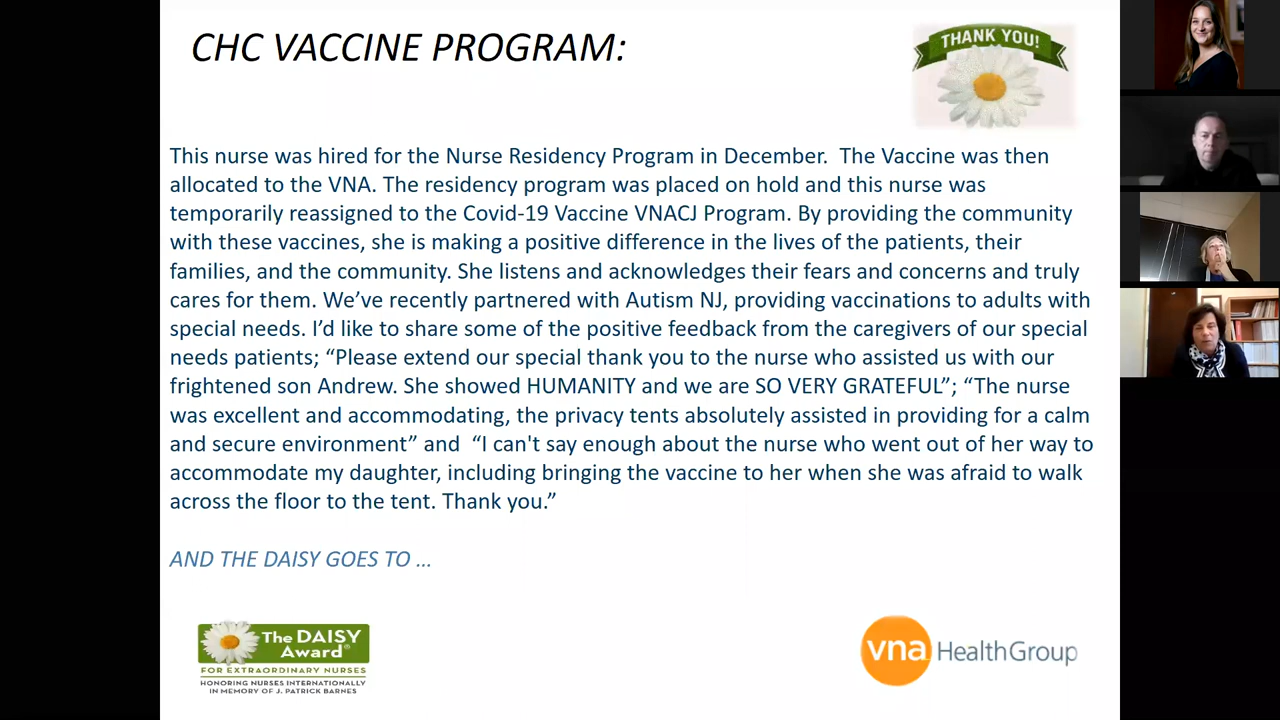 CHC VACCINE PROGRAM:
THANK YOU!
This nurse was hired for the Nurse Residency Program in December.  The Vaccine was then
allocated to the VNA. The residency program was placed on hold and this nurse was
temporarily reassigned to the Covid-19 Vaccine VNACJ Program. By providing the community
with these vaccines, she is making a positive difference in the lives of the patients, their
families, and the community. She listens and acknowledges their fears and concerns and truly
cares for them. We’ve recently partnered with Autism NJ, providing vaccinations to adults with
special needs. I’d like to share some of the positive feedback from the caregivers of our special
needs patients; “Please extend our special thank you to the nurse who assisted us with our
frightened son Andrew. She showed HUMANITY and we are SO VERY GRATEFUL”; “The nurse
was excellent and accommodating, the privacy tents absolutely assisted in providing for a calm
and secure environment” and  “I can't say enough about the nurse who went out of her way to
accommodate my daughter, including bringing the vaccine to her when she was afraid to walk
across the floor to the tent. Thank you.”
AND THE DAISY GOES TO …
The DAISY
Award®
FOR EXTRAORDINARY NURSES
HONORING NURSES INTERNATIONALLY
IN MEMORY OF J. PATRICK BARNES
vna HealthGroup